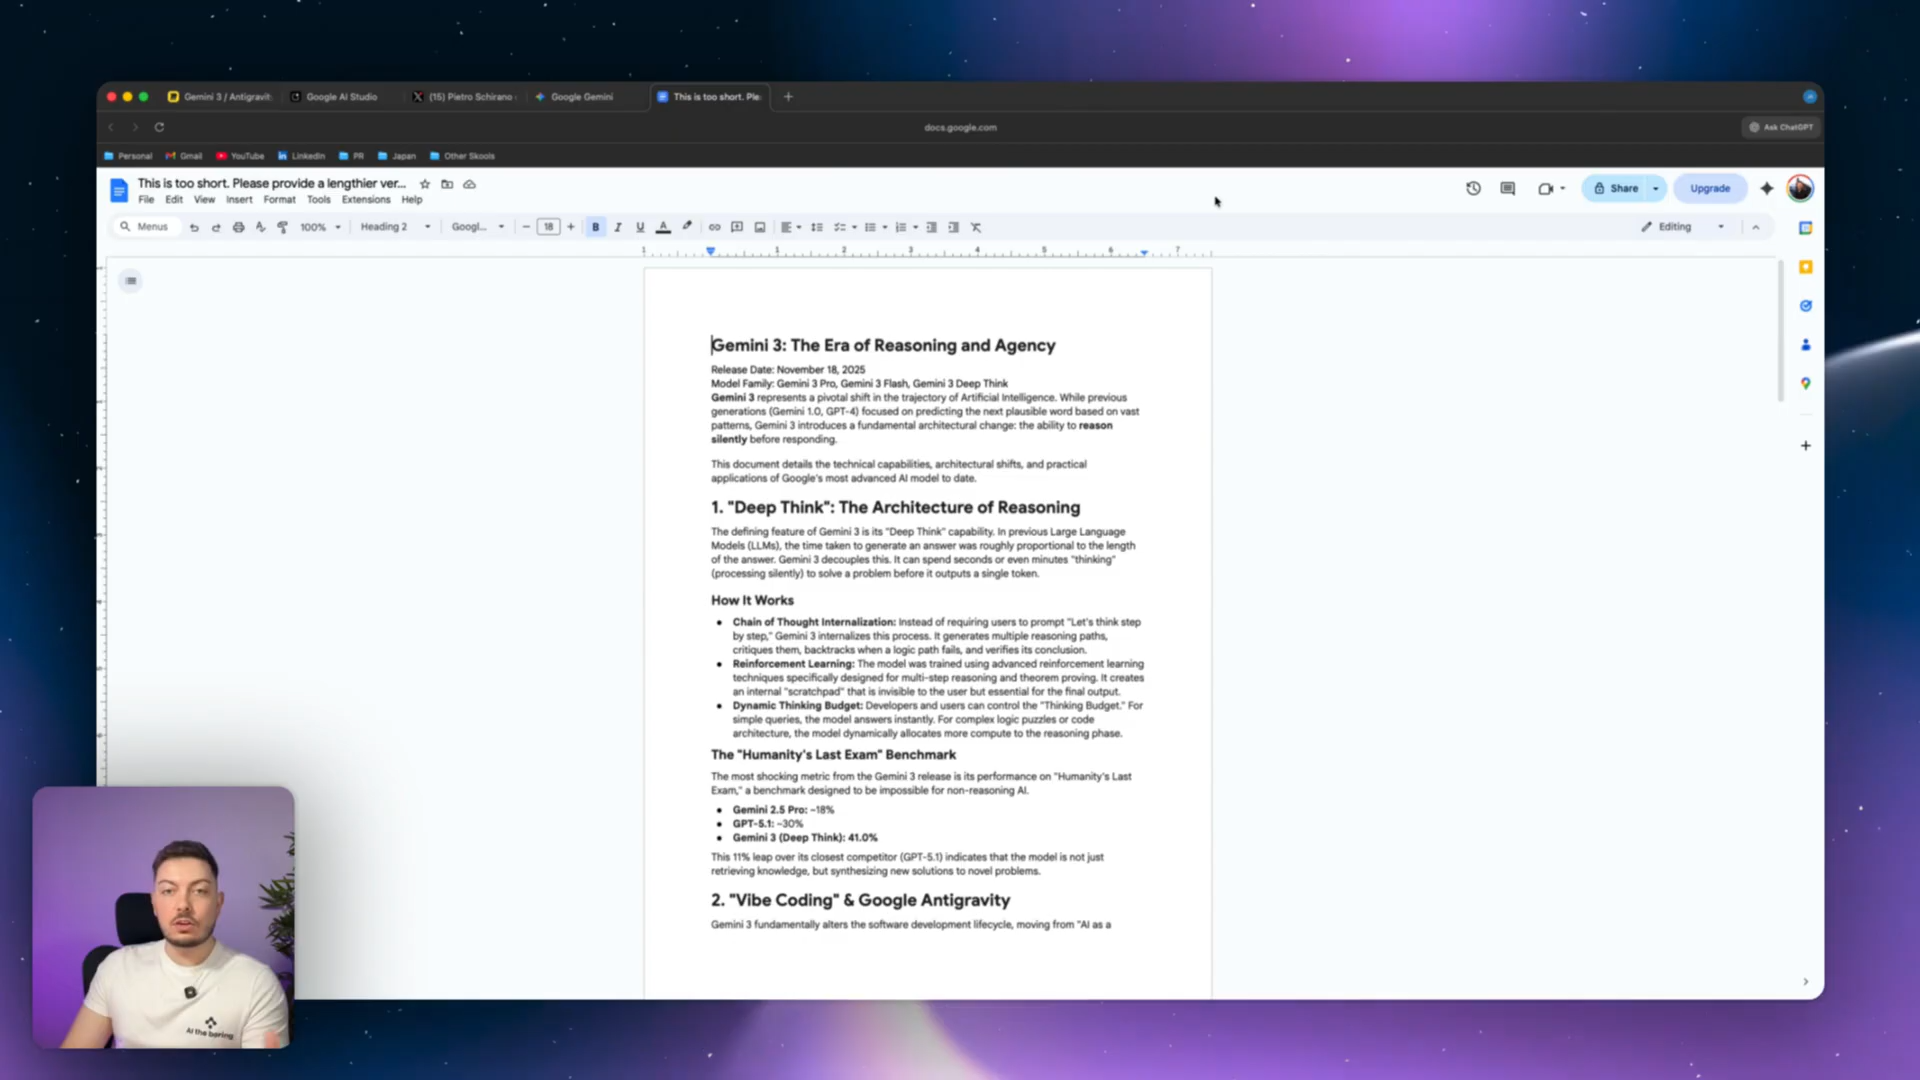 Gemini 3 / Antigravit
Google AI Studio
(15) Pietro Schirano
Google Gemini
This is too short. Ple
docs.google.com
Ask ChatGPT
Personal
Gmail
YouTube
LinkedIn
PR
Japan
Other Skools
This is too short. Please provide a lengthier ver...
File Edit View Insert Format Tools Extensions Help
Share
Upgrade
Menus
100%
Heading 2
Googl...
18
B I U A
Editing
1 1 2 3 4 5 6 7
Gemini 3: The Era of Reasoning and Agency
Release Date: November 18, 2025
Model Family: Gemini 3 Pro, Gemini 3 Flash, Gemini 3 Deep Think
Gemini 3 represents a pivotal shift in the trajectory of Artificial Intelligence. While previous
generations (Gemini 1.0, GPT-4) focused on predicting the next plausible word based on vast
patterns, Gemini 3 introduces a fundamental architectural change: the ability to reason
silently before responding.
This document details the technical capabilities, architectural shifts, and practical
applications of Google's most advanced AI model to date.
1. "Deep Think": The Architecture of Reasoning
The defining feature of Gemini 3 is its "Deep Think" capability. In previous Large Language
Models (LLMs), the time taken to generate an answer was roughly proportional to the length
of the answer. Gemini 3 decouples this. It can spend seconds or even minutes "thinking"
(processing silently) to solve a problem before it outputs a single token.
How It Works
● Chain of Thought Internalization: Instead of requiring users to prompt "Let's think step
by step," Gemini 3 internalizes this process. It generates multiple reasoning paths,
critiques them, backtracks when a logic path fails, and verifies its conclusion.
● Reinforcement Learning: The model was trained using advanced reinforcement learning
techniques specifically designed for multi-step reasoning and theorem proving. It creates
an internal "scratchpad" that is invisible to the user but essential for the final output.
● Dynamic Thinking Budget: Developers and users can control the "Thinking Budget." For
simple queries, the model answers instantly. For complex logic puzzles or code
architecture, the model dynamically allocates more compute to the reasoning phase.
The "Humanity's Last Exam" Benchmark
The most shocking metric from the Gemini 3 release is its performance on "Humanity's Last
Exam," a benchmark designed to be impossible for non-reasoning AI.
● Gemini 2.5 Pro: ~18%
● GPT-5.1: ~30%
● Gemini 3 (Deep Think): 41.0%
This 11% leap over its closest competitor (GPT-5.1) indicates that the model is not just
retrieving knowledge, but synthesizing new solutions to novel problems.
2. "Vibe Coding" & Google Antigravity
Gemini 3 fundamentally alters the software development lifecycle, moving from "AI as a
AI the boring